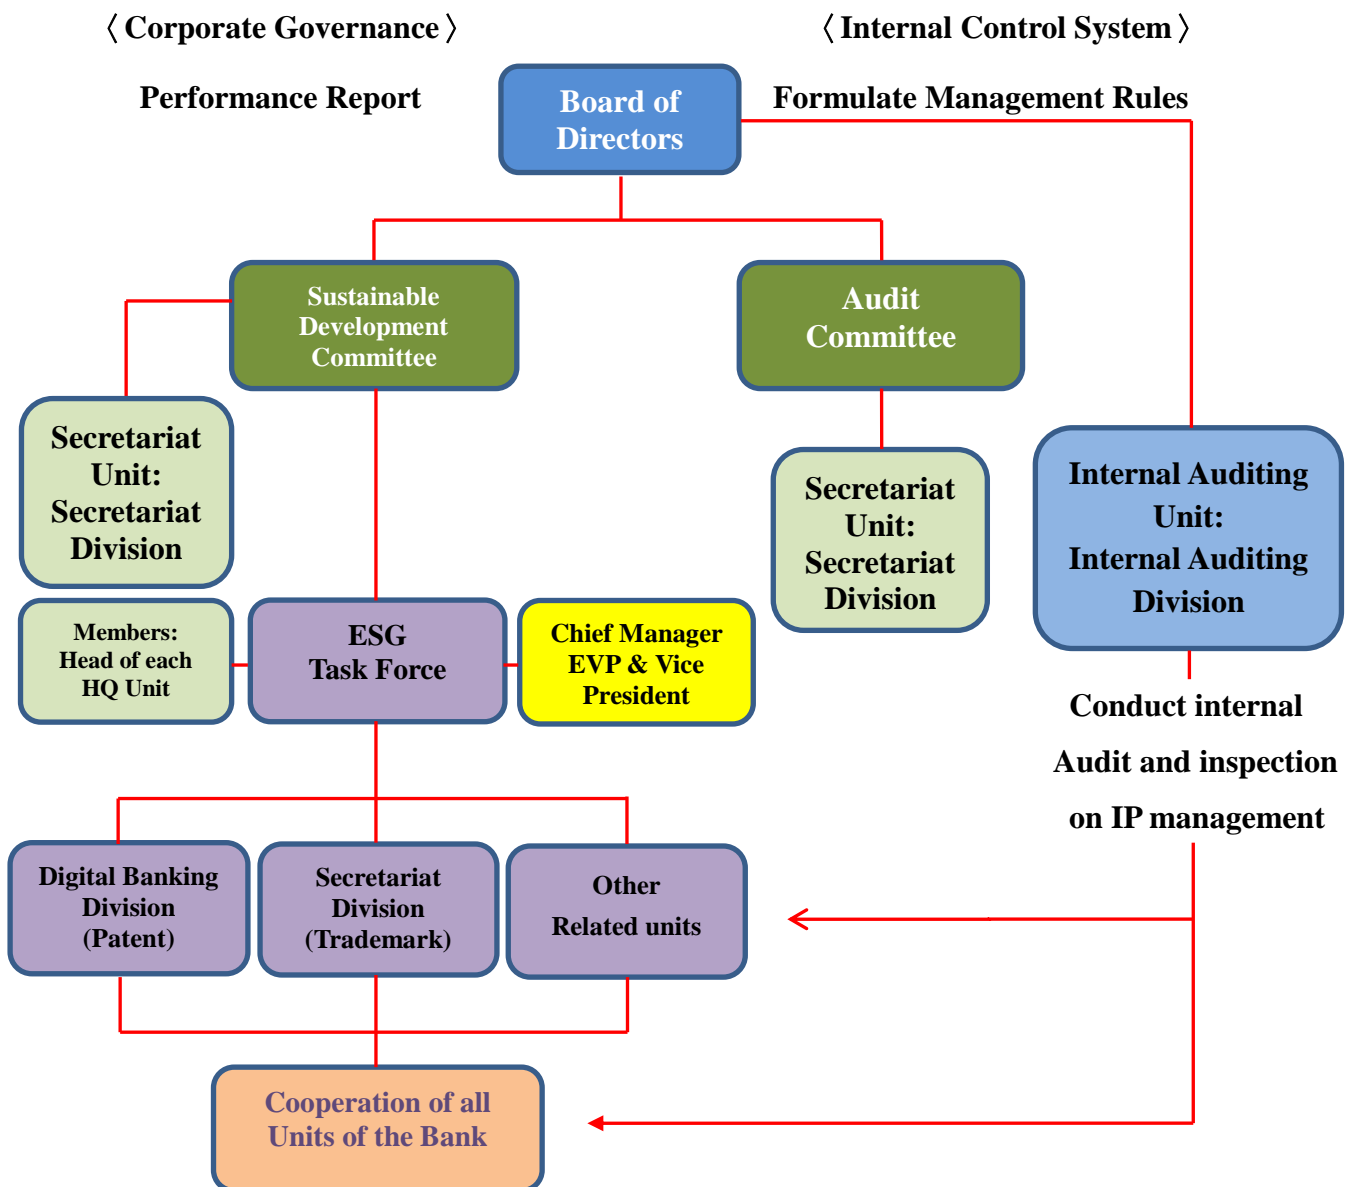 〈 Corporate Governance 〉
〈 Internal Control System 〉
Performance Report
Board of
Directors
Formulate Management Rules
Sustainable
Development
Committee
Audit
Committee
Secretariat
Unit:
Secretariat
Division
Secretariat
Unit:
Secretariat
Division
Internal Auditing
Unit:
Internal Auditing
Division
Members:
Head of each
HQ Unit
ESG
Task Force
Chief Manager
EVP & Vice
President
Conduct internal
Audit and inspection
on IP management
Digital Banking
Division
(Patent)
Secretariat
Division
(Trademark)
Other
Related units
Cooperation of all
Units of the Bank